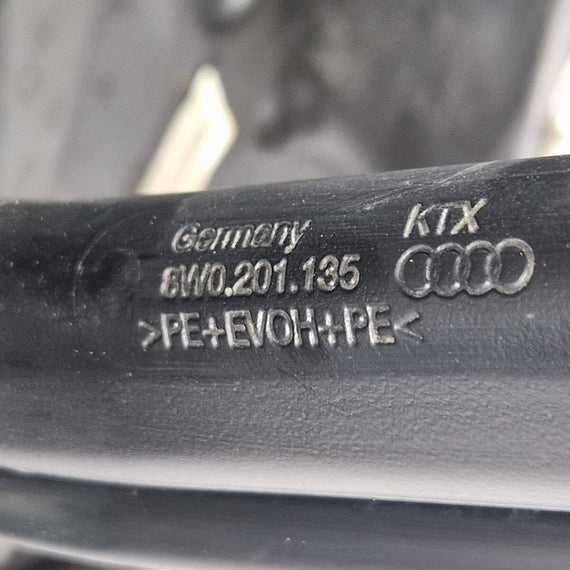 Germany
KTX
8W0.201.135
>PE+EVOH+PE<